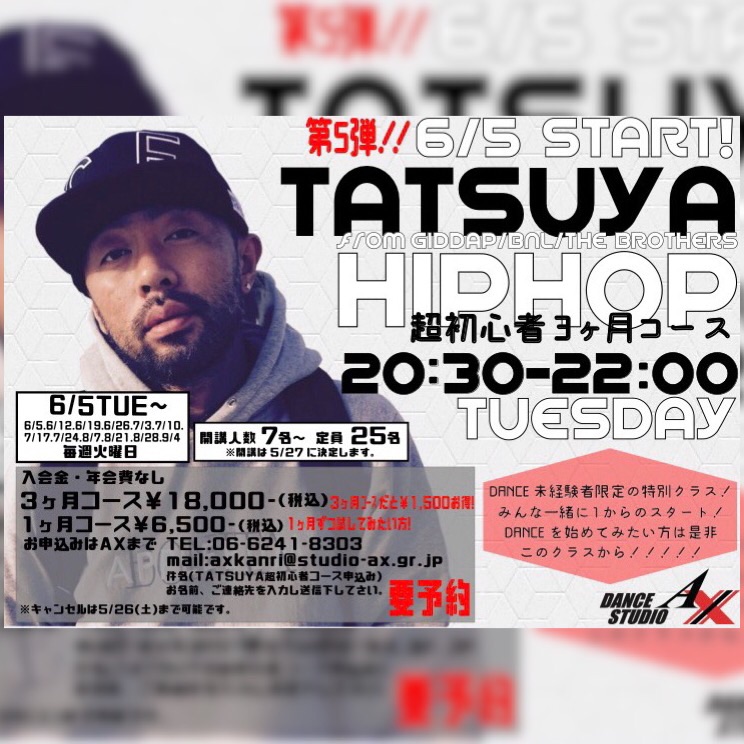 第5弾!! 6/5 START!
TATSUYA
FROM GIDDAP/BNL/THE BROTHERS
HIPHOP
超初心者3ヶ月コース
20:30-22:00
TUESDAY
6/5TUE~
6/5.6/12.6/19.6/26.7/3.7/10.
7/17.7/24.8/7.8/21.8/28.9/4
毎週火曜日
開講人数 7名~ 定員 25名
※開講は5/27に決定します。
入会金・年会費なし
3ヶ月コース¥18,000-(税込) 3ヶ月コースだと¥1,500お得!
1ヶ月コース¥6,500-(税込) 1ヶ月ずつ試してみたい方!
お申込みはAXまで TEL:06-6241-8303
mail:axkanri@studio-ax.gr.jp
件名(TATSUYA超初心者コース申込み)
お名前、ご連絡先を入力し送信下して下さい。
要予約
※キャンセルは5/26(土)まで可能です。
DANCE未経験者限定の特別クラス!
みんな一緒に1からのスタート!
DANCEを始めてみたい方は是非
このクラスから!!!!!
DANCE STUDIO AX